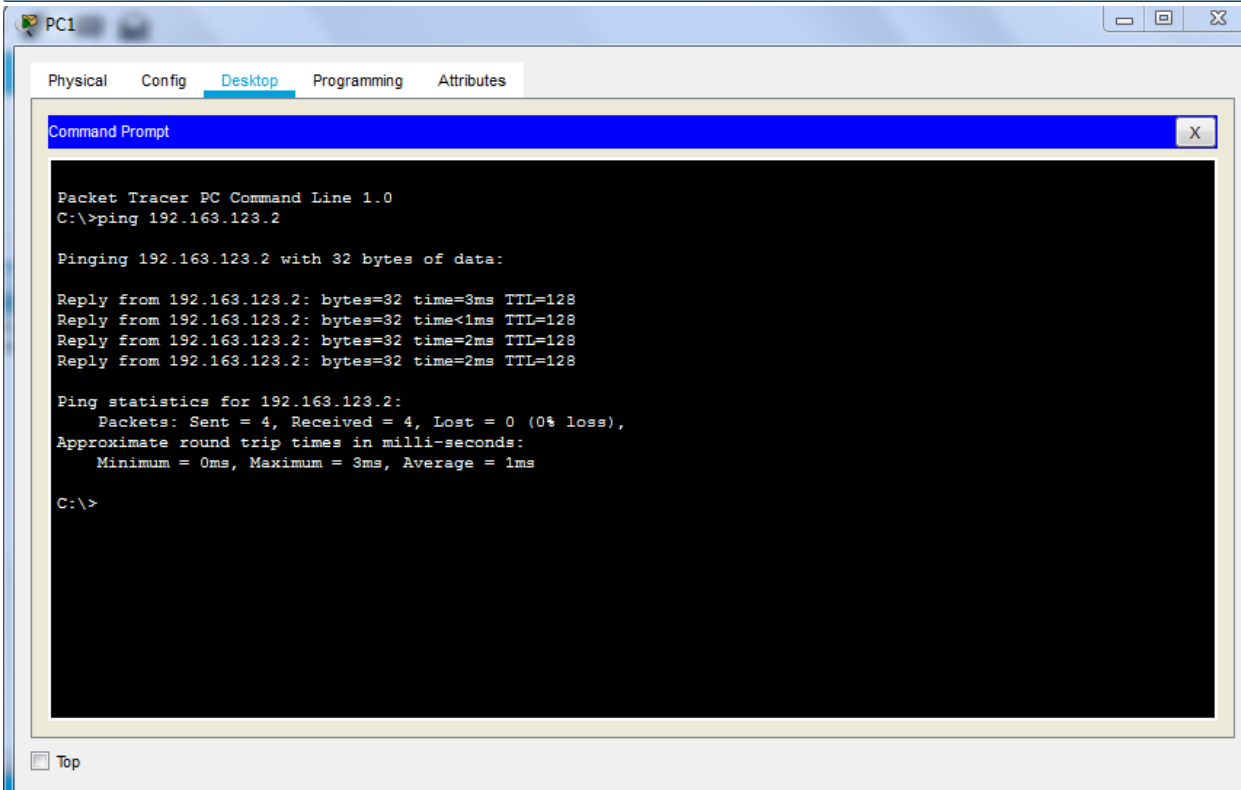 PC1
Physical Config Desktop Programming Attributes
Command Prompt
X
Packet Tracer PC Command Line 1.0
C:\>ping 192.163.123.2
Pinging 192.163.123.2 with 32 bytes of data:
Reply from 192.163.123.2: bytes=32 time=3ms TTL=128
Reply from 192.163.123.2: bytes=32 time<1ms TTL=128
Reply from 192.163.123.2: bytes=32 time=2ms TTL=128
Reply from 192.163.123.2: bytes=32 time=2ms TTL=128
Ping statistics for 192.163.123.2:
Packets: Sent = 4, Received = 4, Lost = 0 (0% loss),
Approximate round trip times in milli-seconds:
Minimum = 0ms, Maximum = 3ms, Average = 1ms
C:\>
Top